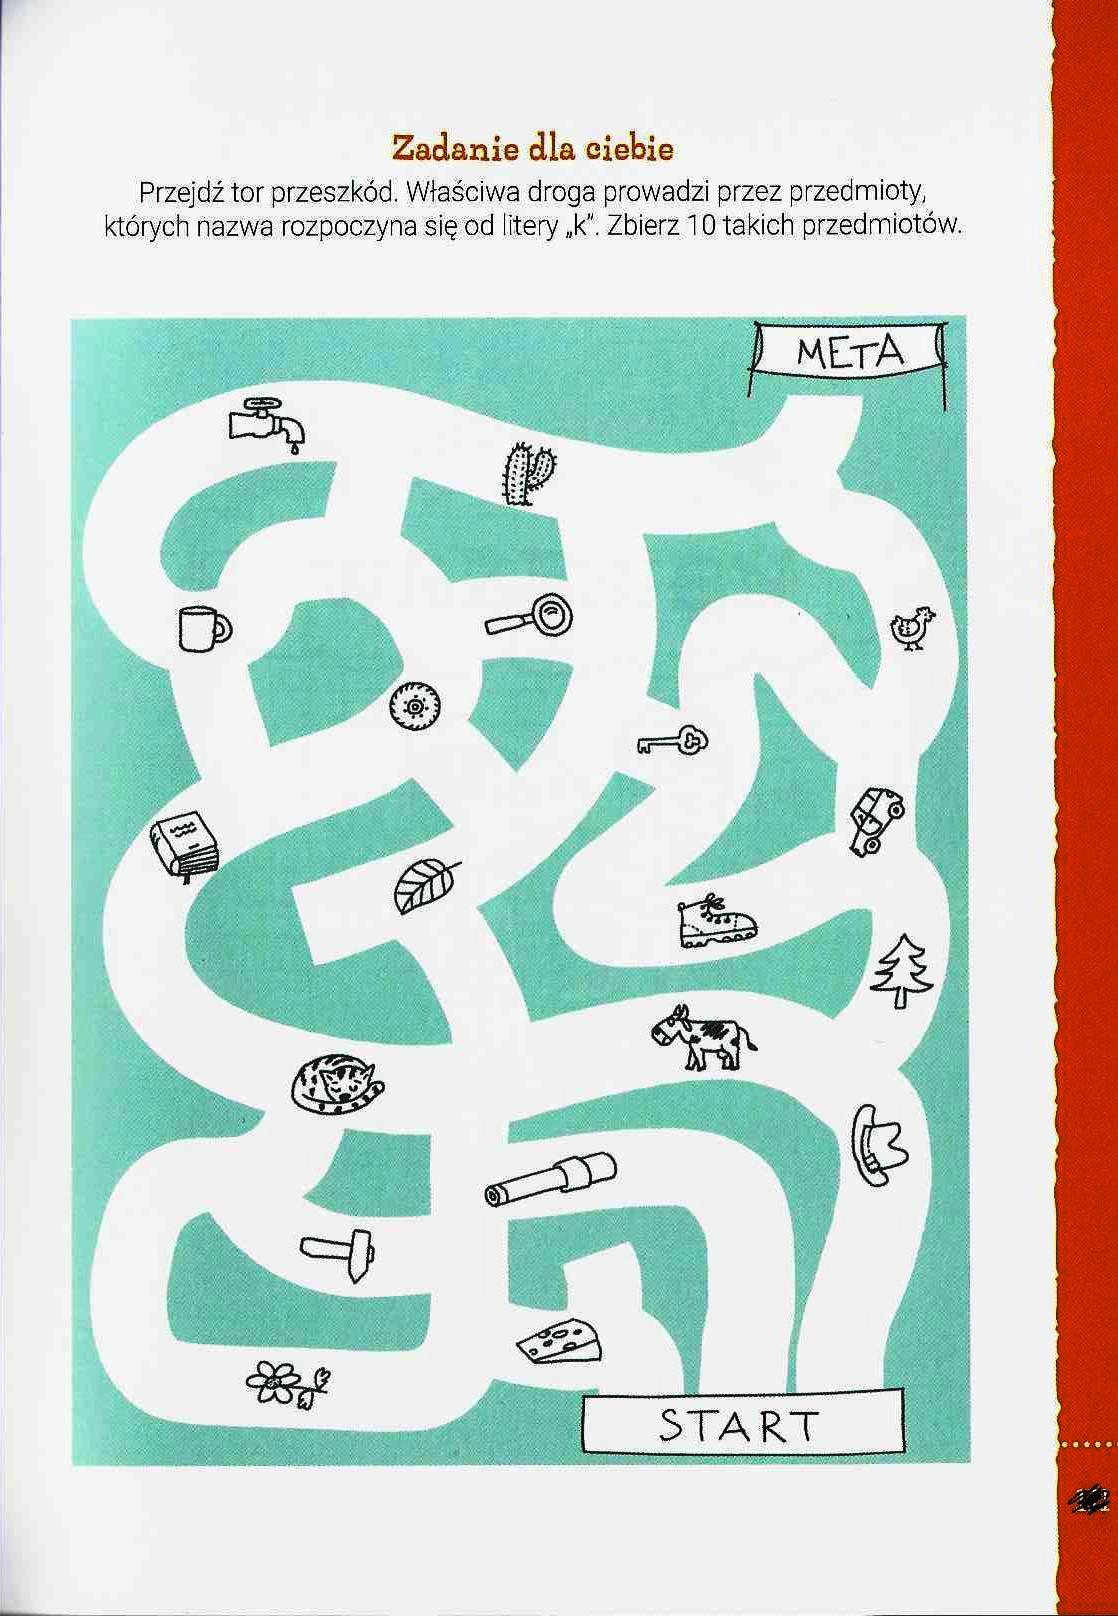 Zadanie dla ciebie
Przejdź tor przeszkód. Właściwa droga prowadzi przez przedmioty,
których nazwa rozpoczyna się od litery „k”. Zbierz 10 takich przedmiotów.
META
START